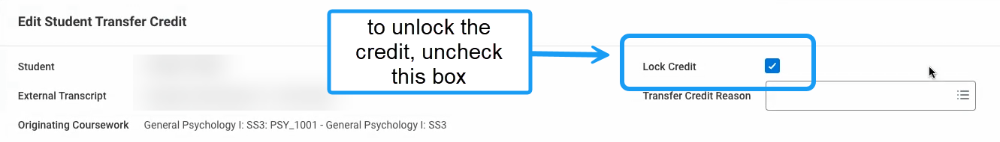 Edit Student Transfer Credit
to unlock the
credit, uncheck
this box
Student
Lock Credit
External Transcript
Transfer Credit Reason
Originating Coursework General Psychology I: SS3: PSY_1001 - General Psychology I: SS3